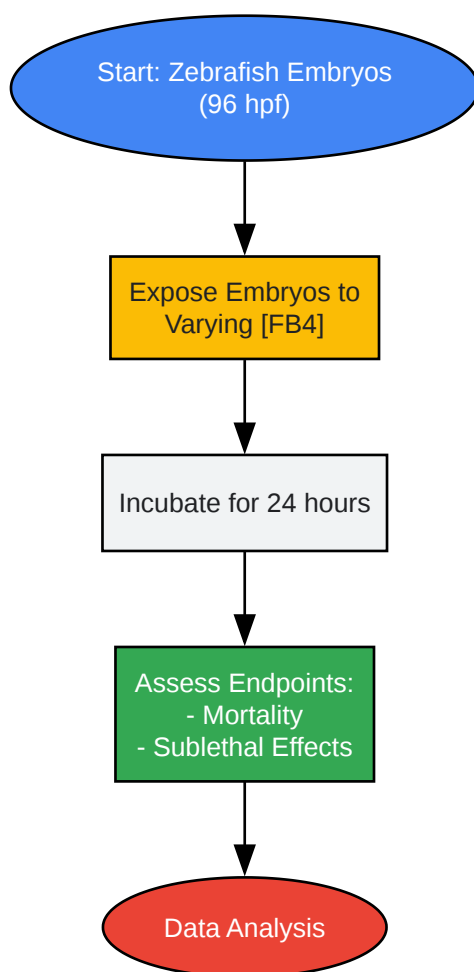 Start: Zebrafish Embryos
(96 hpf)
Expose Embryos to
Varying [FB4]
Incubate for 24 hours
Assess Endpoints:
- Mortality
- Sublethal Effects
Data Analysis